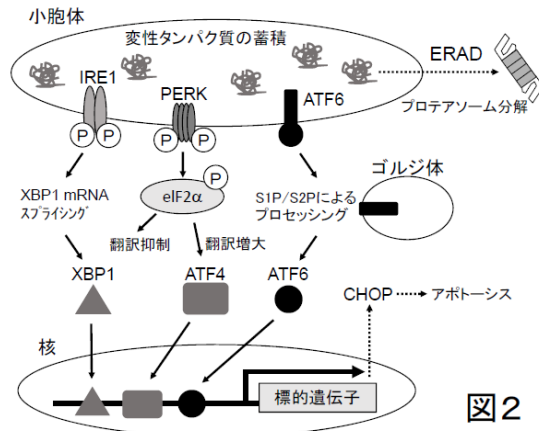 小胞体
変性タンパク質の蓄積
ERAD
IRE1
PERK
ATF6
プロテアソーム分解
P P
P P
P
ゴルジ体
XBP1 mRNA
スプライシング
eIF2α
S1P/S2Pによる
プロセッシング
翻訳抑制
翻訳増大
XBP1
ATF4
ATF6
CHOP
アポトーシス
核
標的遺伝子
図2